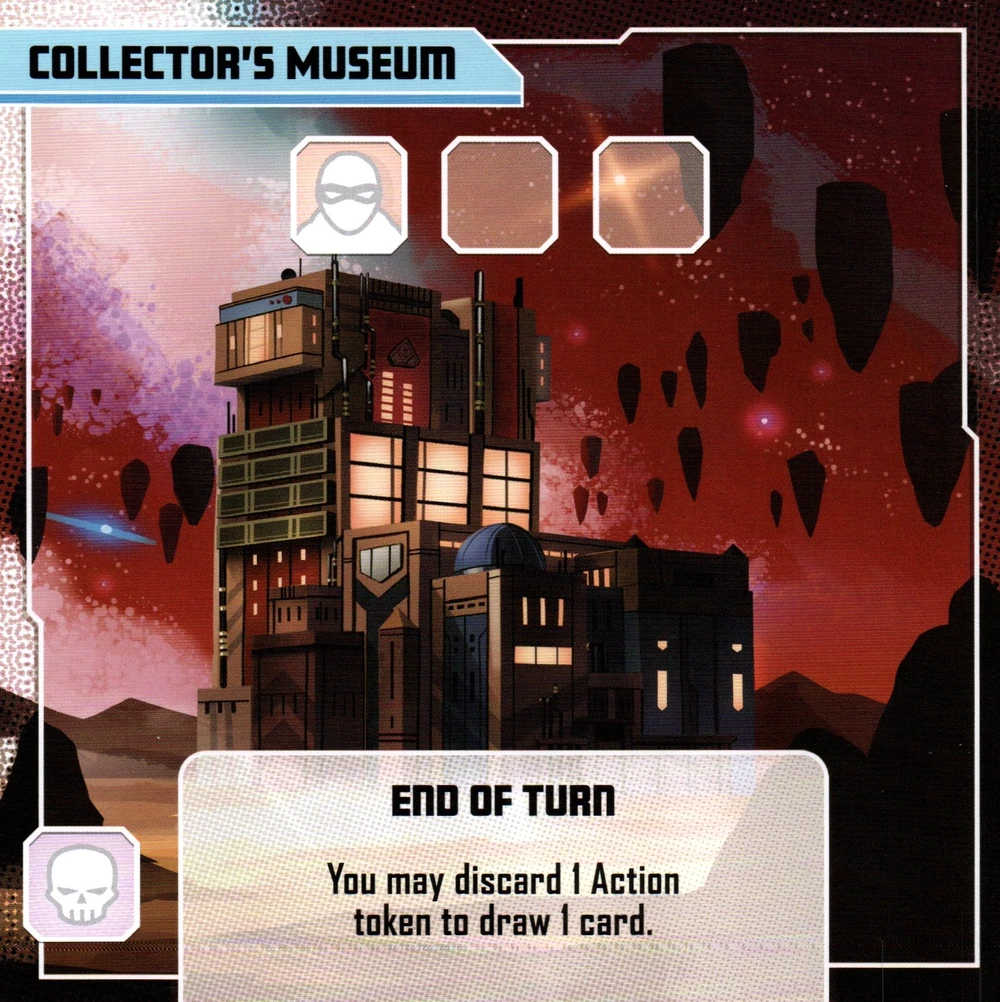 COLLECTOR'S MUSEUM
END OF TURN
You may discard 1 Action
token to draw 1 card.